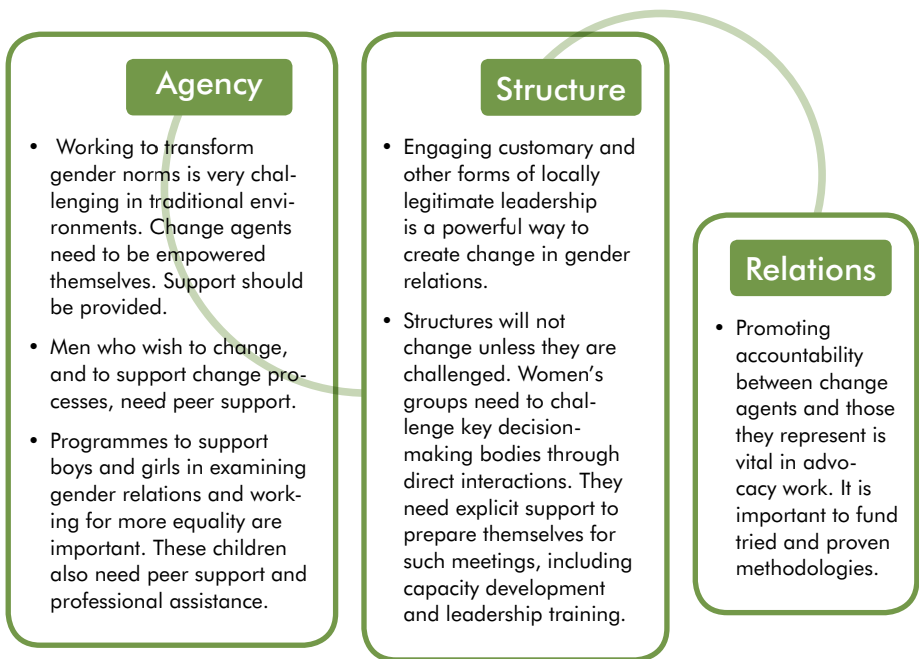 Agency
• Working to transform
gender norms is very chal-
lenging in traditional envi-
ronments. Change agents
need to be empowered
themselves. Support should
be provided.
• Men who wish to change,
and to support change pro-
cesses, need peer support.
• Programmes to support
boys and girls in examining
gender relations and work-
ing for more equality are
important. These children
also need peer support and
professional assistance.
Structure
• Engaging customary and
other forms of locally
legitimate leadership
is a powerful way to
create change in gender
relations.
• Structures will not
change unless they are
challenged. Women’s
groups need to chal-
lenge key decision-
making bodies through
direct interactions. They
need explicit support to
prepare themselves for
such meetings, including
capacity development
and leadership training.
Relations
• Promoting
accountability
between change
agents and those
they represent is
vital in advo-
cacy work. It is
important to fund
tried and proven
methodologies.